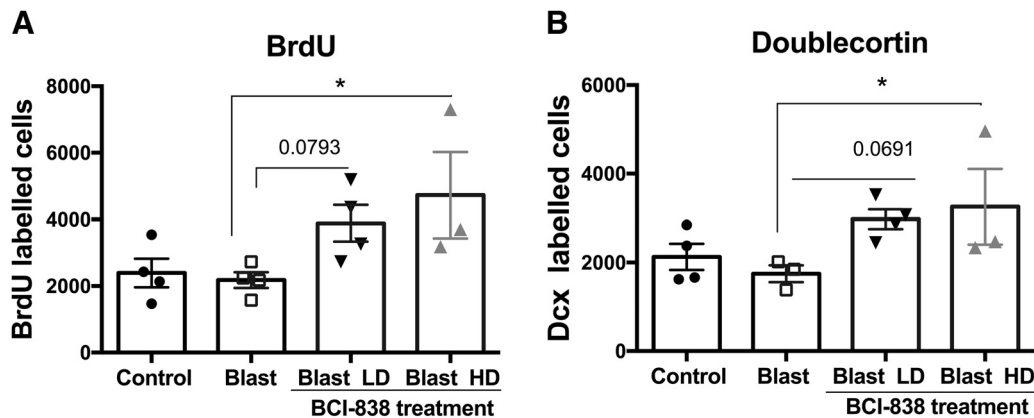 A
BrdU
BrdU labelled cells
8000
6000
4000
2000
0
*
0.0793
Control Blast Blast LD Blast HD
BCI-838 treatment
B
Doublecortin
Dcx labelled cells
6000
4000
2000
0
*
0.0691
Control Blast Blast LD Blast HD
BCI-838 treatment